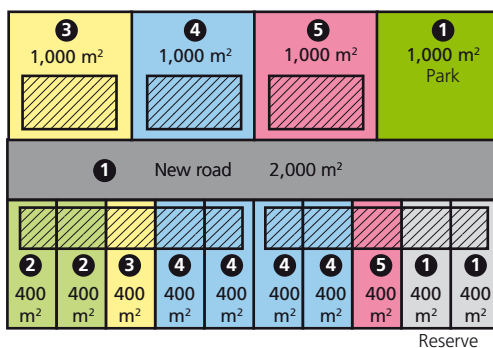 3 4 5 1
1,000 m² 1,000 m² 1,000 m² 1,000 m²
Park
1 New road 2,000 m²
2 2 3 4 4 4 4 5 1 1
400 400 400 400 400 400 400 400 400 400
m² m² m² m² m² m² m² m² m² m²
Reserve